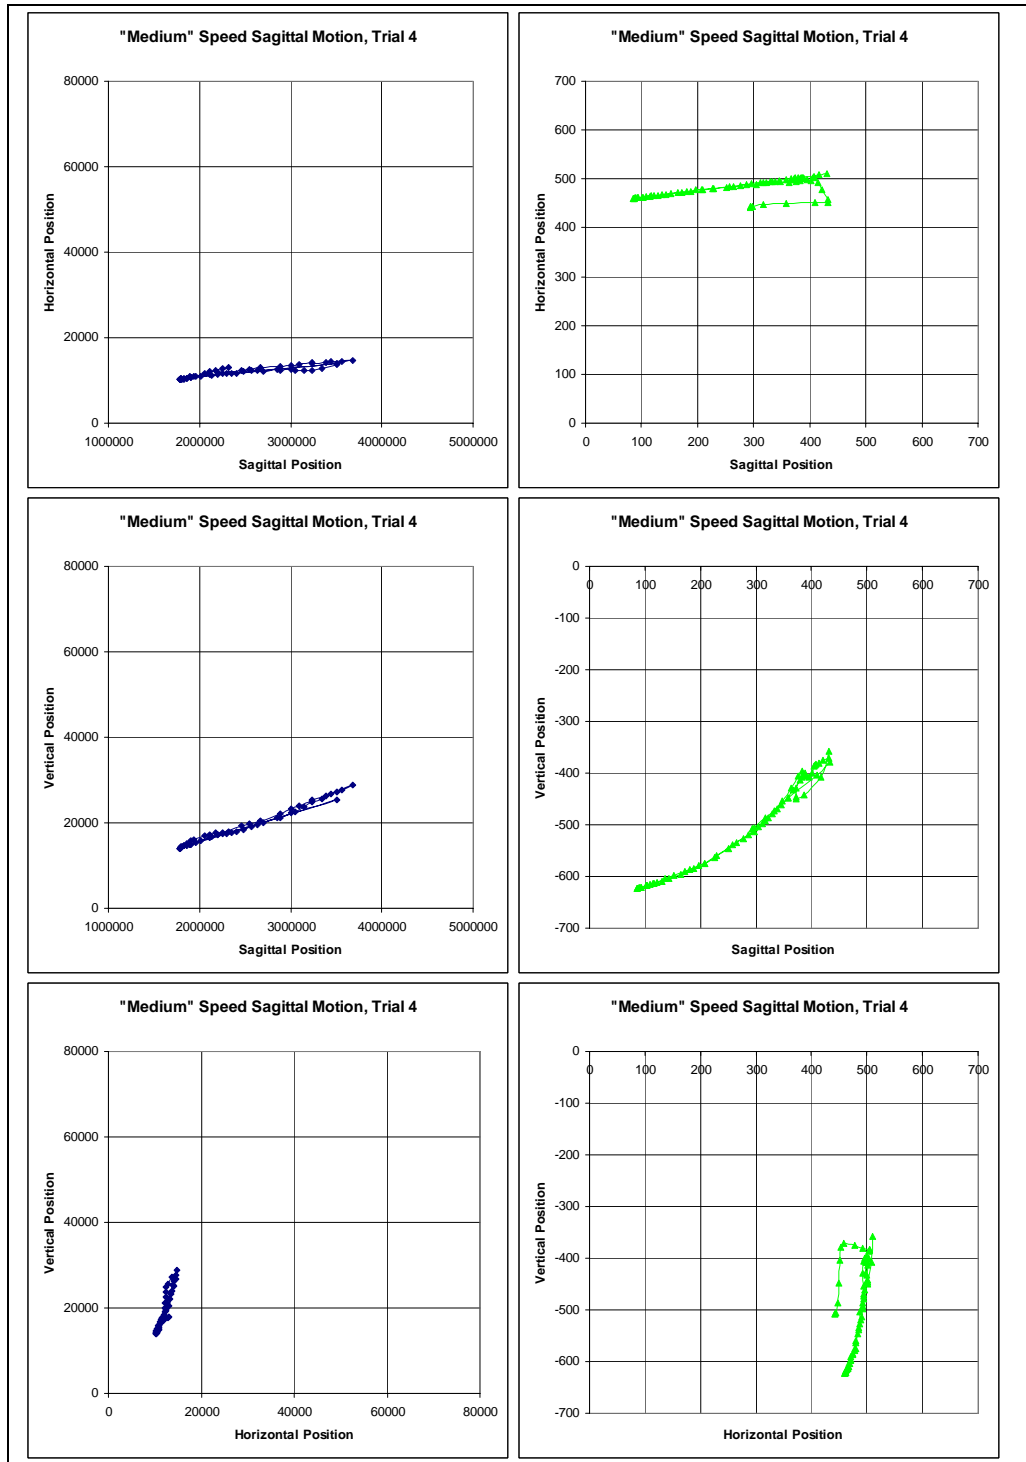 "Medium" Speed Sagittal Motion, Trial 4
80000
60000
40000
20000
0
1000000 2000000 3000000 4000000 5000000
Horizontal Position
Sagittal Position
"Medium" Speed Sagittal Motion, Trial 4
700
600
500
400
300
200
100
0
0 100 200 300 400 500 600 700
Horizontal Position
Sagittal Position
"Medium" Speed Sagittal Motion, Trial 4
80000
60000
40000
20000
0
1000000 2000000 3000000 4000000 5000000
Vertical Position
Sagittal Position
"Medium" Speed Sagittal Motion, Trial 4
0
0 100 200 300 400 500 600 700
-100
-200
-300
-400
-500
-600
-700
Vertical Position
Sagittal Position
"Medium" Speed Sagittal Motion, Trial 4
80000
60000
40000
20000
0
0 20000 40000 60000 80000
Vertical Position
Horizontal Position
"Medium" Speed Sagittal Motion, Trial 4
0
0 100 200 300 400 500 600 700
-100
-200
-300
-400
-500
-600
-700
Vertical Position
Horizontal Position